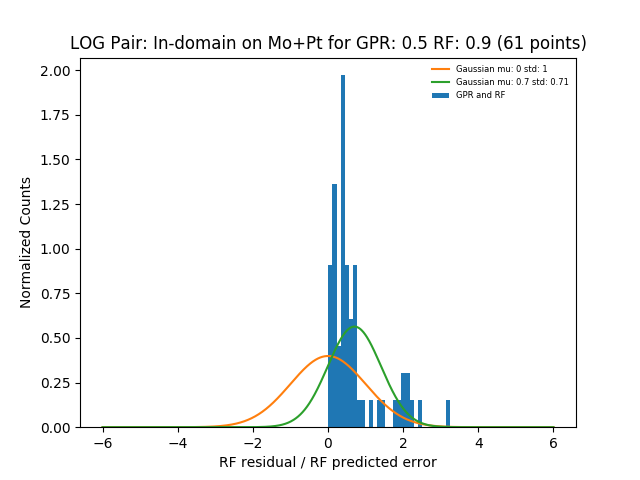 LOG Pair: In-domain on Mo+Pt for GPR: 0.5 RF: 0.9 (61 points)
Gaussian mu: 0 std: 1
Gaussian mu: 0.7 std: 0.71
GPR and RF
Normalized Counts
2.00
1.75
1.50
1.25
1.00
0.75
0.50
0.25
0.00
−6 −4 −2 0 2 4 6
RF residual / RF predicted error